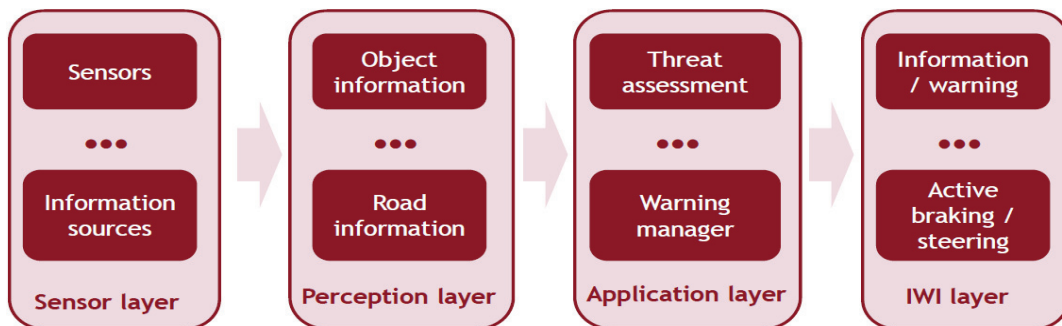 Sensors
•••
Information
sources
Sensor layer
Object
information
•••
Road
information
Perception layer
Threat
assessment
•••
Warning
manager
Application layer
Information
/ warning
•••
Active
braking /
steering
IWI layer